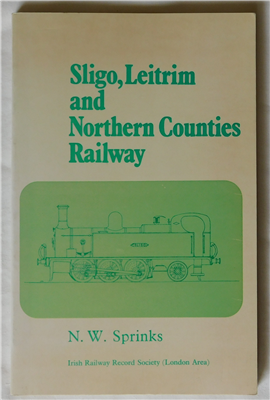 Sligo, Leitrim
and
Northern Counties
Railway
N. W. Sprinks
Irish Railway Record Society (London Area)